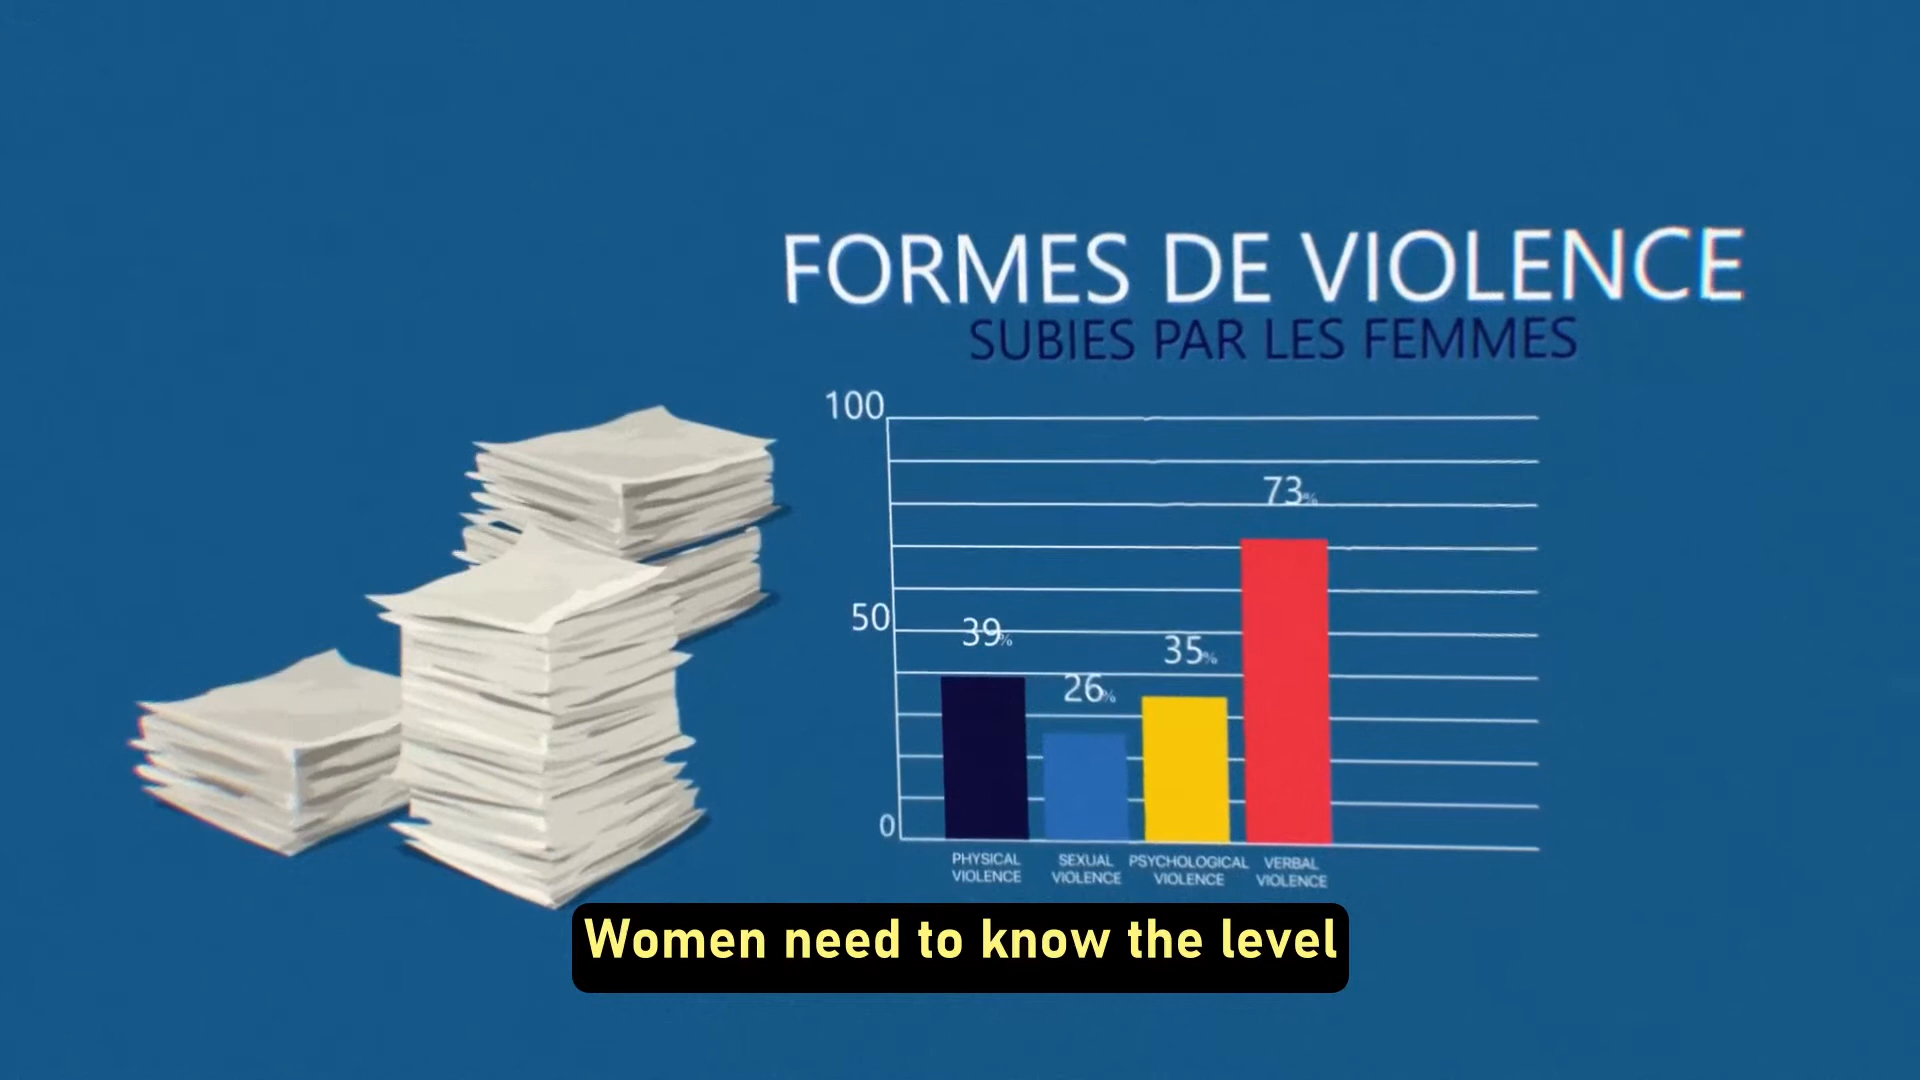 FORMES DE VIOLENCE
SUBIES PAR LES FEMMES
100
50
0
39%
26%
35%
73%
PHYSICAL
VIOLENCE
SEXUAL
VIOLENCE
PSYCHOLOGICAL
VIOLENCE
VERBAL
VIOLENCE
Women need to know the level